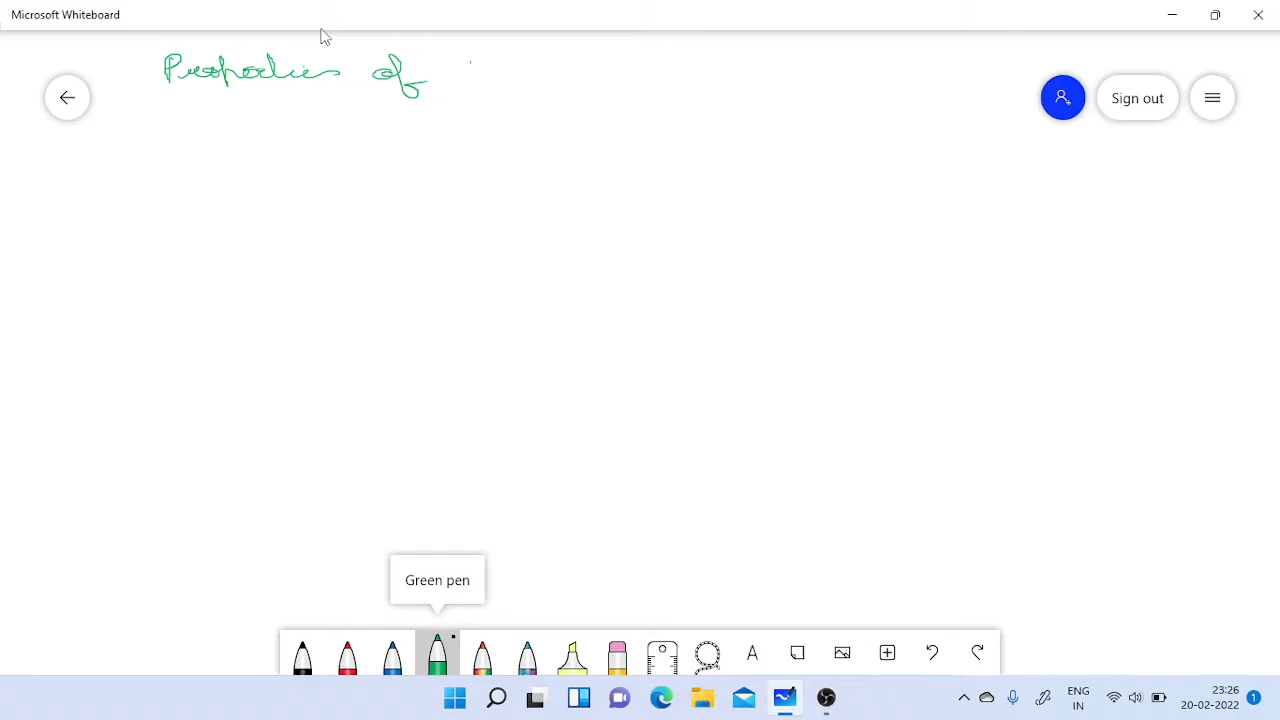 Microsoft Whiteboard
Properties of
Sign out
Green pen
A
ENG
IN
23:26
20-02-2022
1